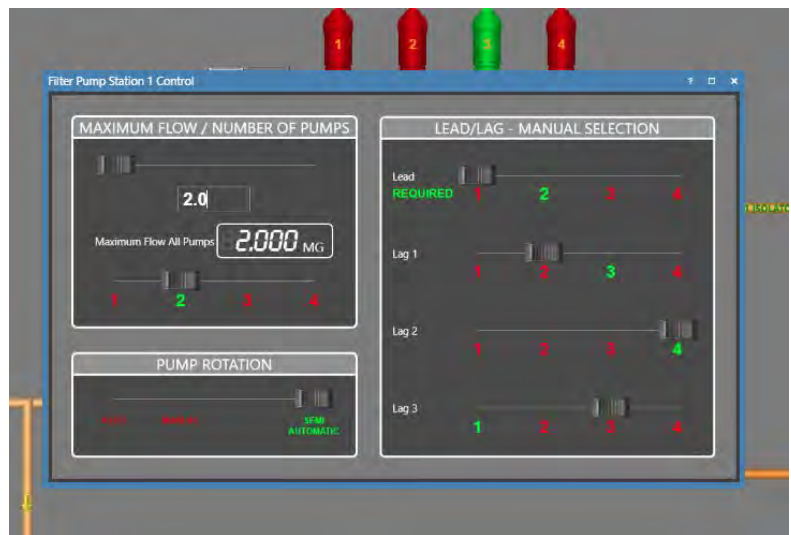 1 2 3 4
Filter Pump Station 1 Control
? □ ×
MAXIMUM FLOW / NUMBER OF PUMPS
2.0
Maximum Flow All Pumps 2.000 MG
1 2 3 4
PUMP ROTATION
SEMI
AUTOMATIC
LEAD/LAG - MANUAL SELECTION
Lead
REQUIRED 1 2 3 4
Lag 1
1 2 3 4
Lag 2
1 2 3 4
Lag 3
1 2 3 4